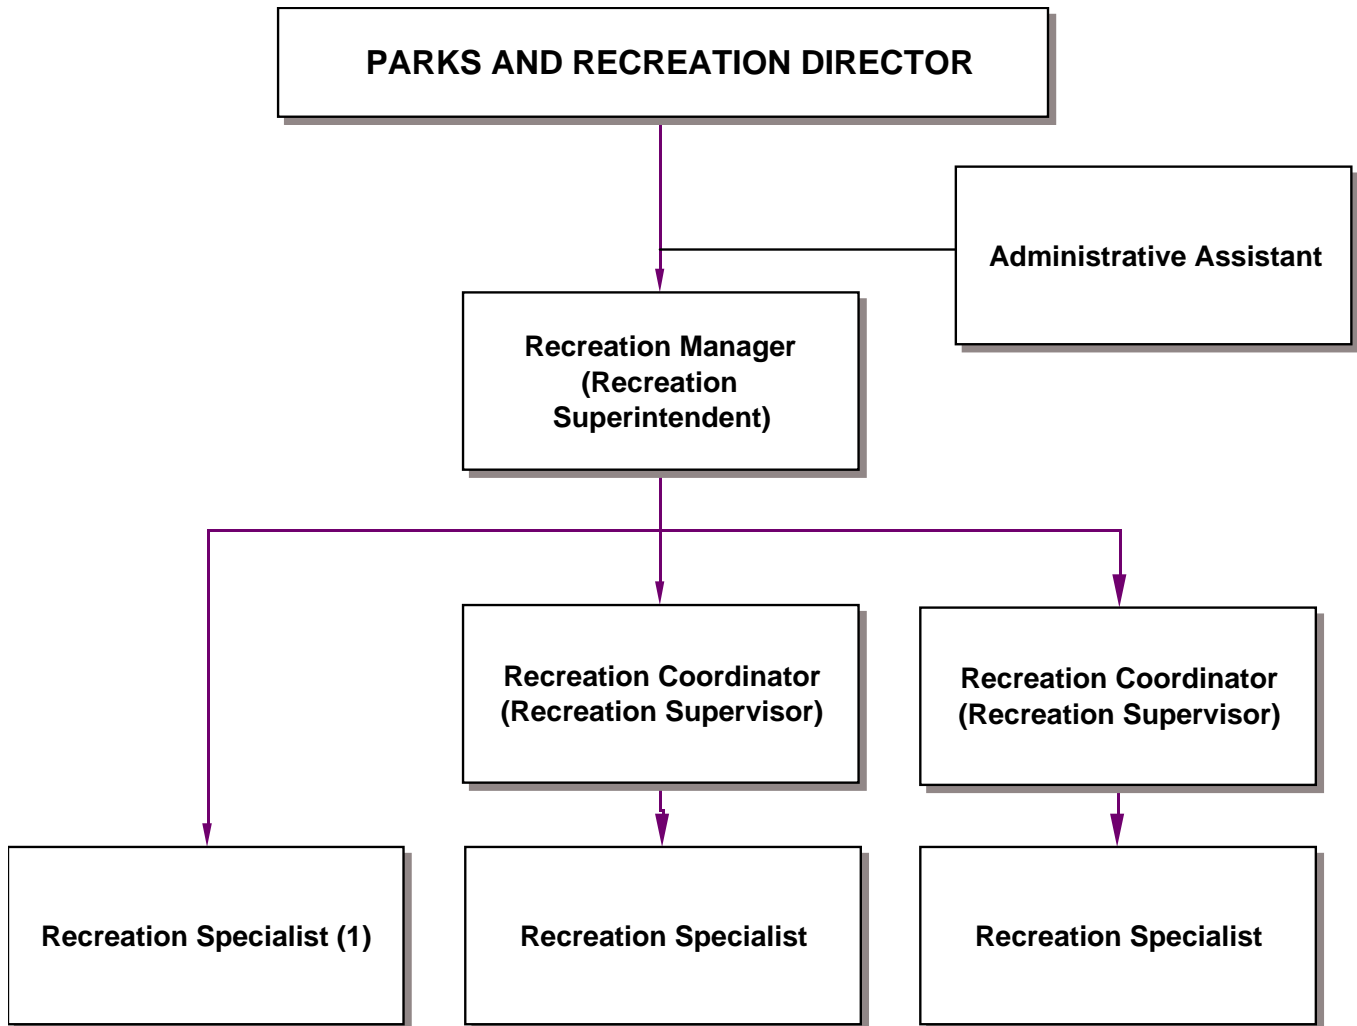 PARKS AND RECREATION DIRECTOR
Administrative Assistant
Recreation Manager
(Recreation
Superintendent)
Recreation Coordinator
(Recreation Supervisor)
Recreation Coordinator
(Recreation Supervisor)
Recreation Specialist (1)
Recreation Specialist
Recreation Specialist